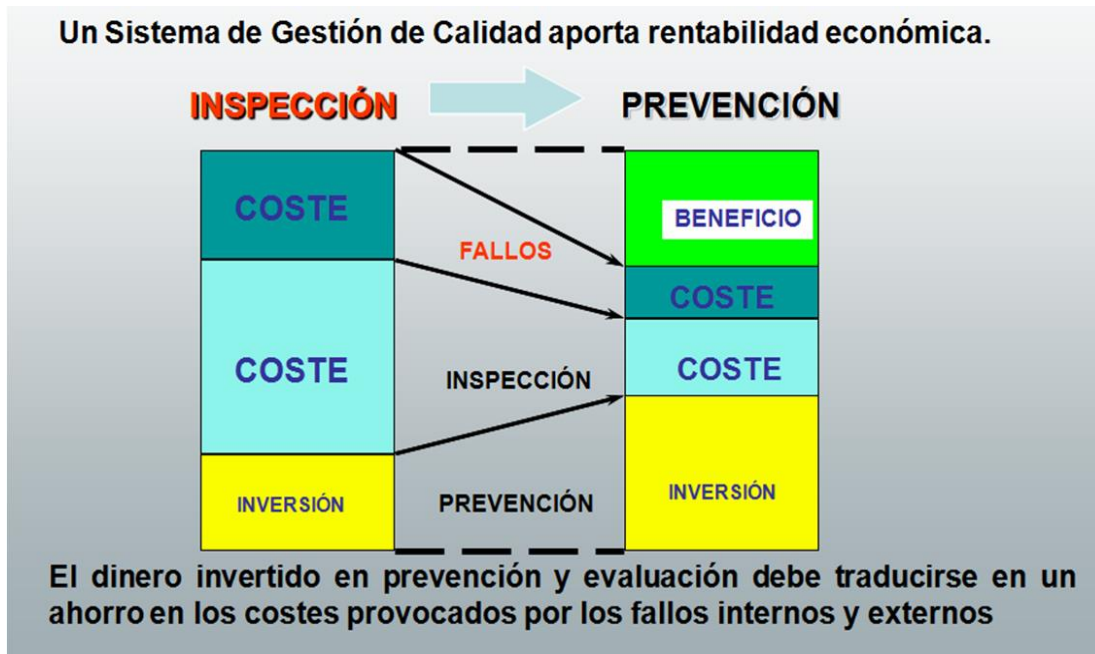 Un Sistema de Gestión de Calidad aporta rentabilidad económica.
INSPECCIÓN
PREVENCIÓN
COSTE
BENEFICIO
FALLOS
COSTE
COSTE
INSPECCIÓN
COSTE
INVERSIÓN
PREVENCIÓN
INVERSIÓN
El dinero invertido en prevención y evaluación debe traducirse en un
ahorro en los costes provocados por los fallos internos y externos